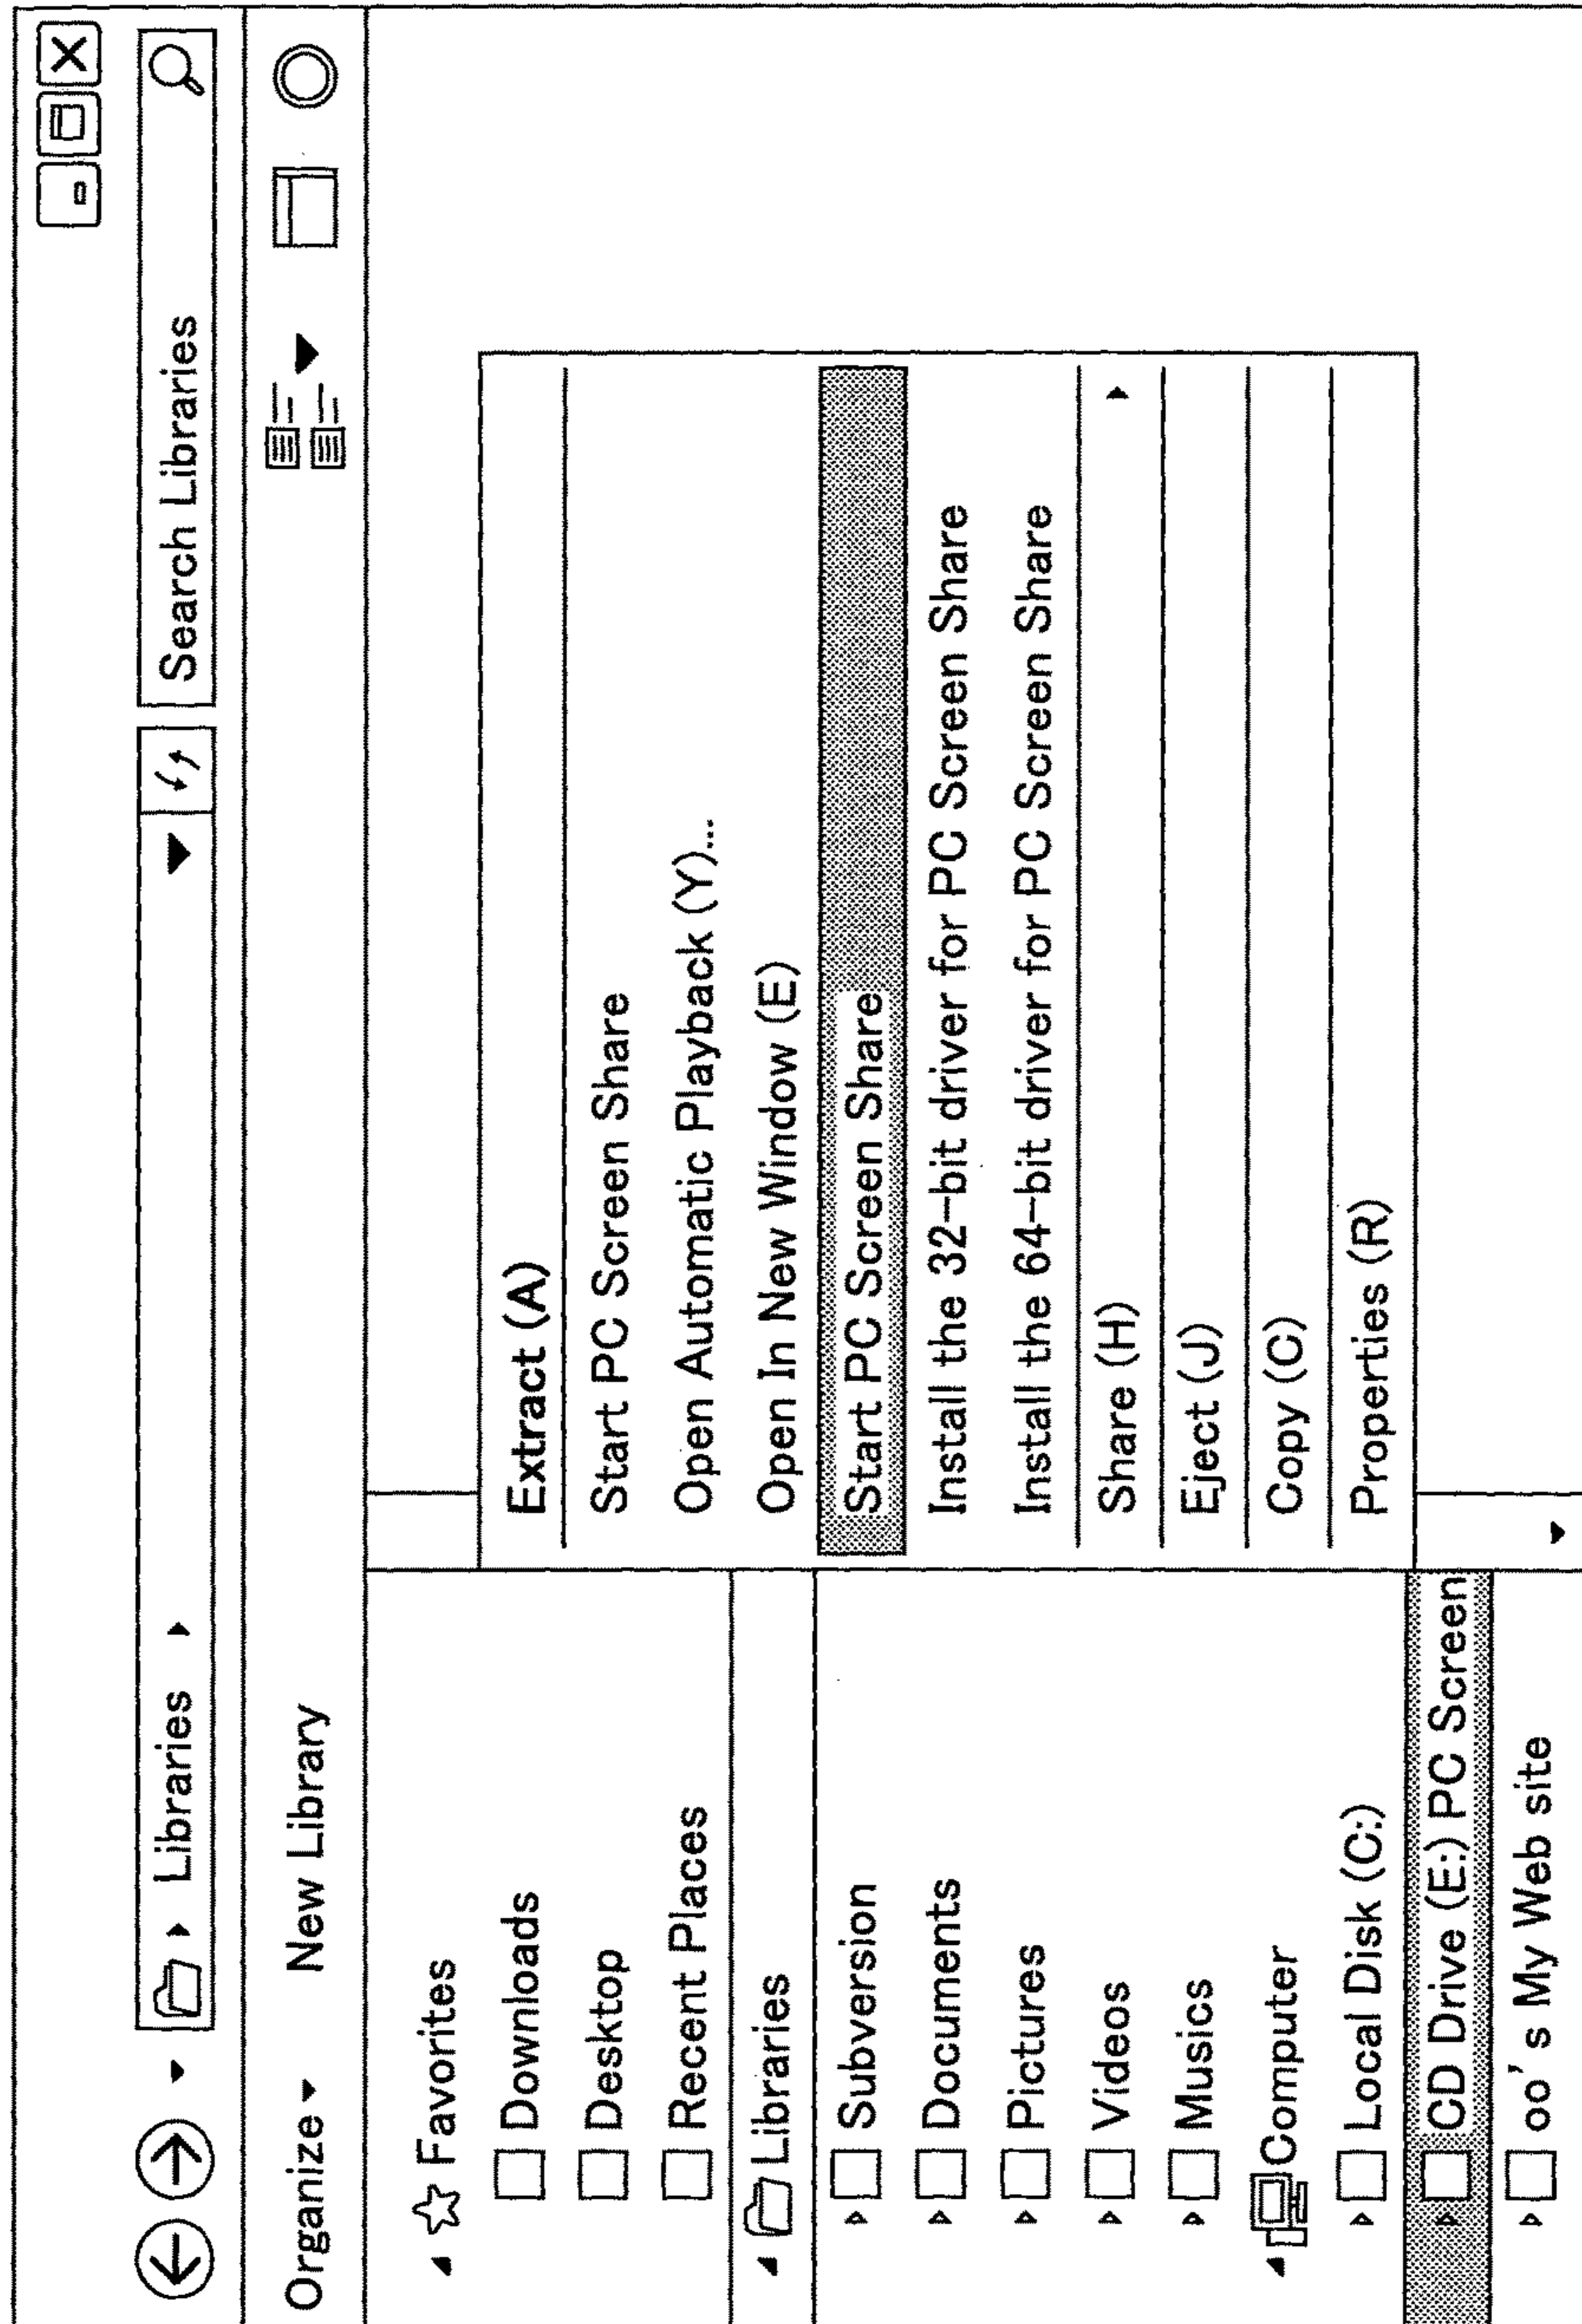 Libraries
Search Libraries
Organize
New Library
Favorites
Downloads
Desktop
Recent Places
Libraries
Subversion
Documents
Pictures
Videos
Musics
Computer
Local Disk (C:)
CD Drive (E:) PC Screen
oo's My Web site
Extract (A)
Start PC Screen Share
Open Automatic Playback (Y)...
Open In New Window (E)
Start PC Screen Share
Install the 32-bit driver for PC Screen Share
Install the 64-bit driver for PC Screen Share
Share (H)
Eject (J)
Copy (C)
Properties (R)